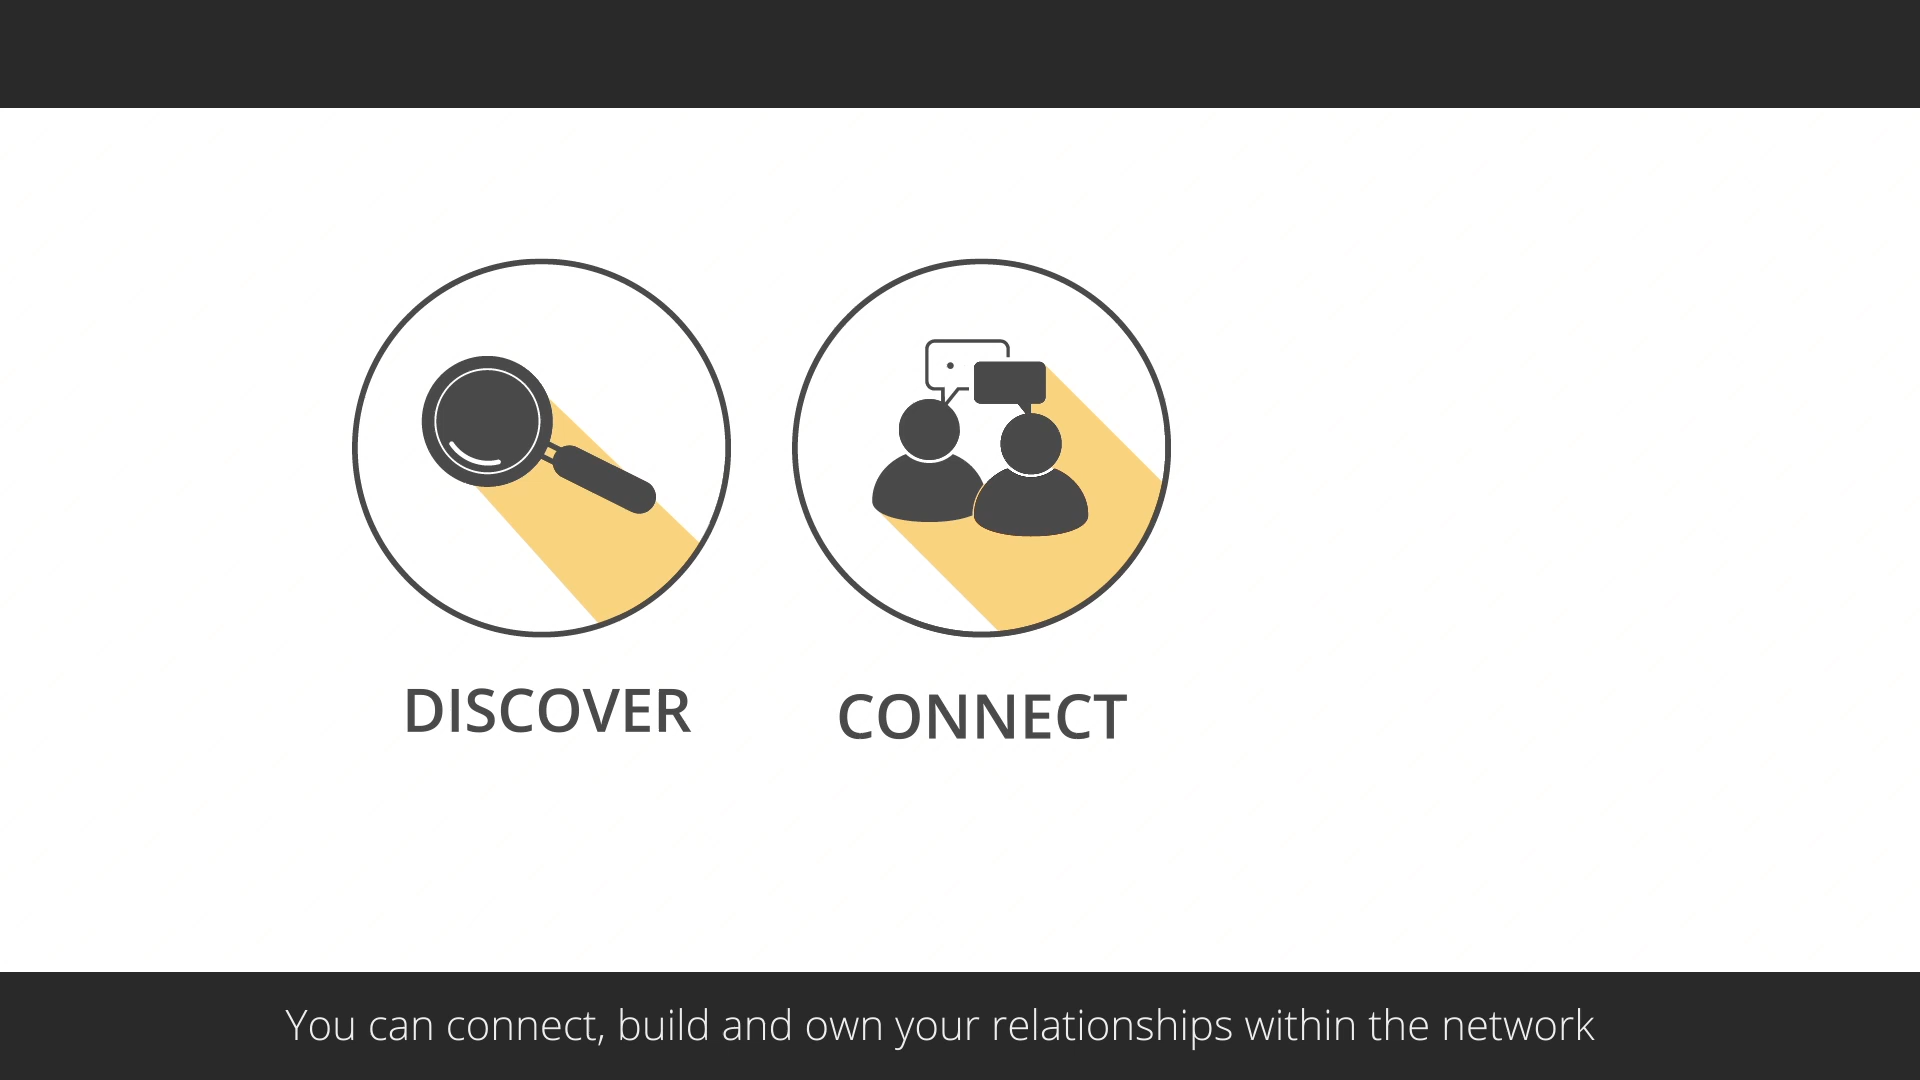 DISCOVER
CONNECT
You can connect, build and own your relationships within the network